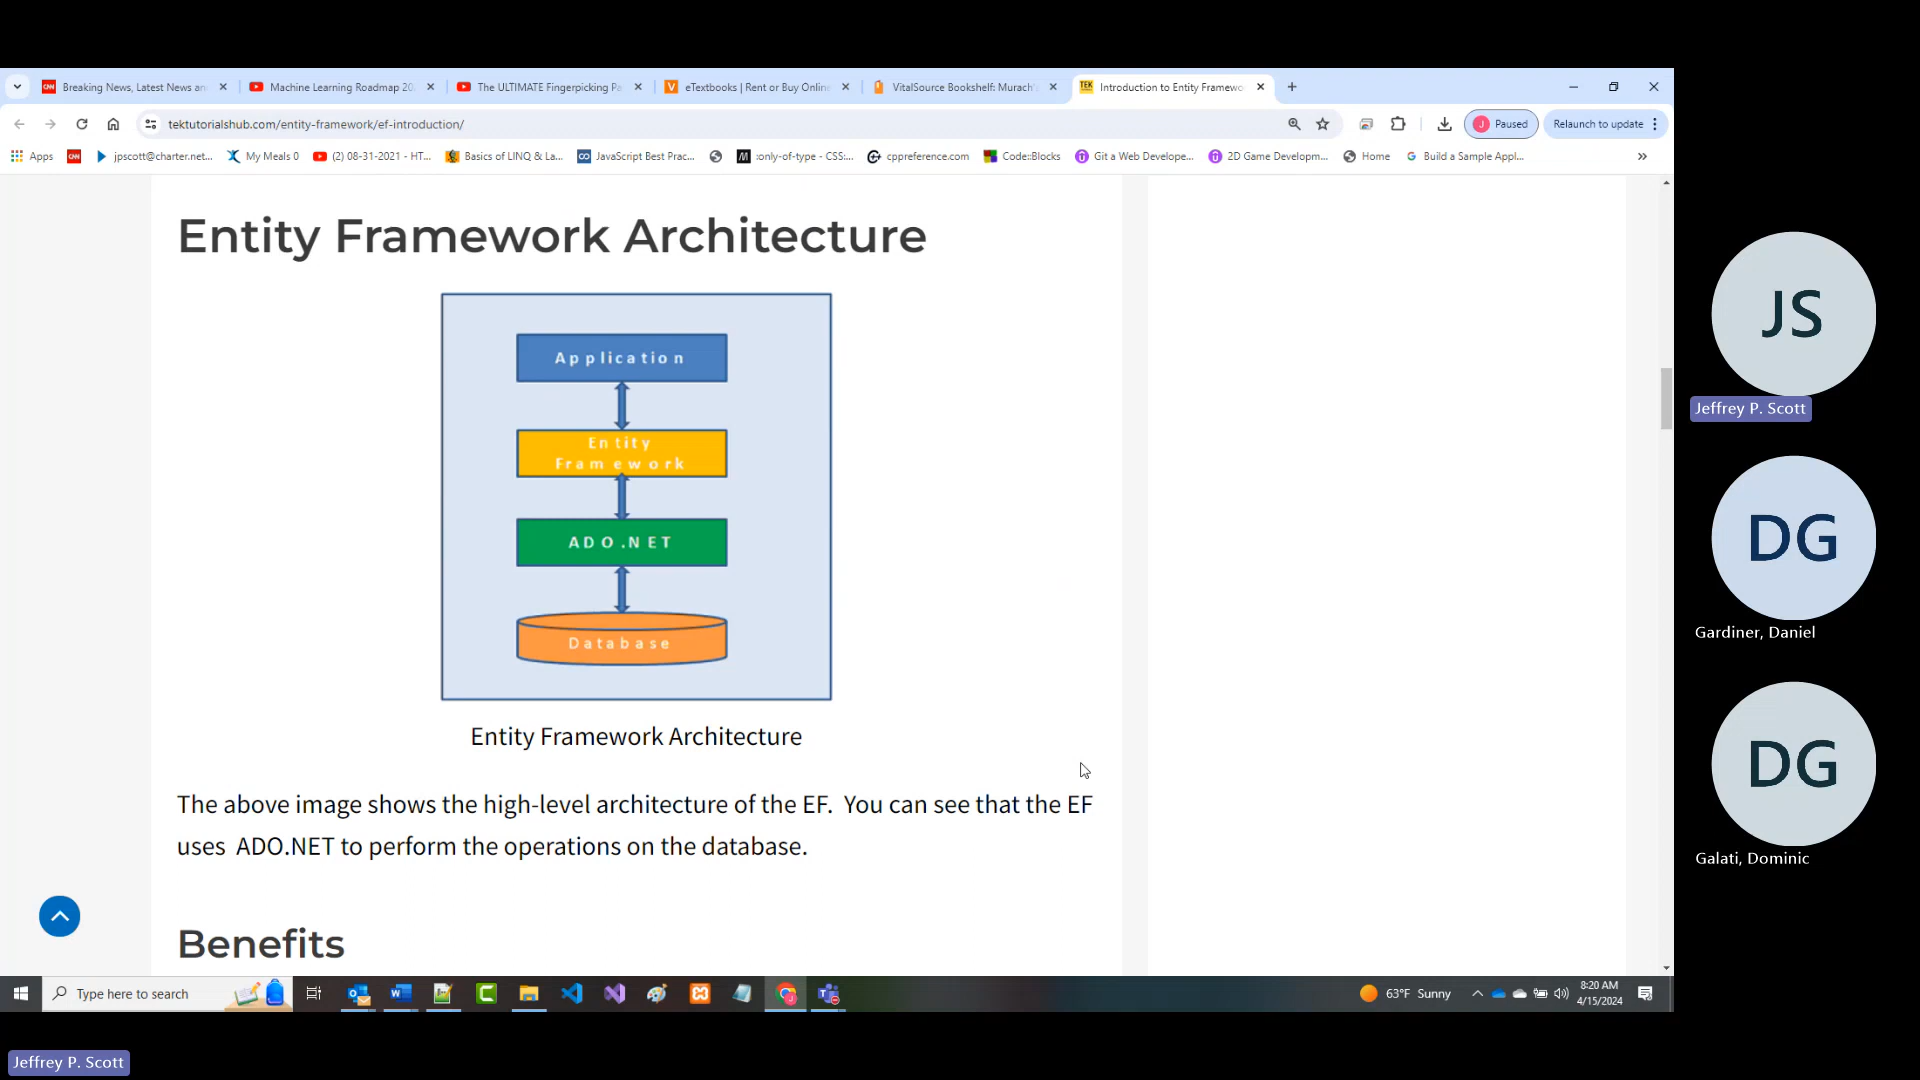 Breaking News, Latest News an
Machine Learning Roadmap 20
The ULTIMATE Fingerpicking Pa
eTextbooks | Rent or Buy Online
VitalSource Bookshelf: Murach'
TEK
Introduction to Entity Framewo
tektutorialshub.com/entity-framework/ef-introduction/
J
Paused
Relaunch to update
Apps
CNN
jpscott@charter.net...
My Meals 0
(2) 08-31-2021 - HT...
Basics of LINQ & La...
JavaScript Best Prac...
:only-of-type - CSS:...
cppreference.com
Code::Blocks
Git a Web Develope...
2D Game Developm...
Home
Build a Sample Appl...
Entity Framework Architecture
Application
Entity
Framework
ADO.NET
Database
Entity Framework Architecture
The above image shows the high-level architecture of the EF. You can see that the EF
uses ADO.NET to perform the operations on the database.
Benefits
JS
Jeffrey P. Scott
DG
Gardiner, Daniel
DG
Galati, Dominic
Type here to search
63°F Sunny
8:20 AM
4/15/2024
Jeffrey P. Scott